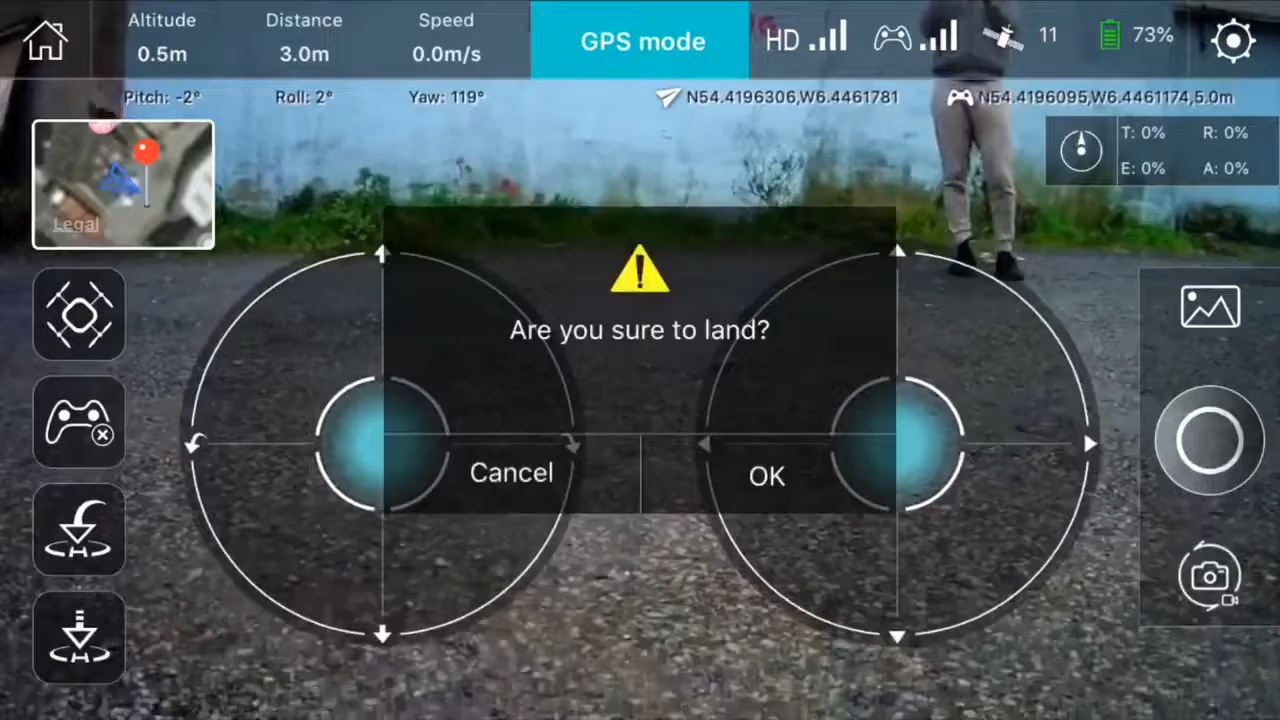 Altitude
0.5m
Distance
3.0m
Speed
0.0m/s
GPS mode
HD
11
73%
Pitch: -2°
Roll: 2°
Yaw: 119°
N54.4196306,W6.4461781
N54.4196095,W6.4461174,5.0m
T: 0%
R: 0%
E: 0%
A: 0%
Legal
Are you sure to land?
Cancel
OK